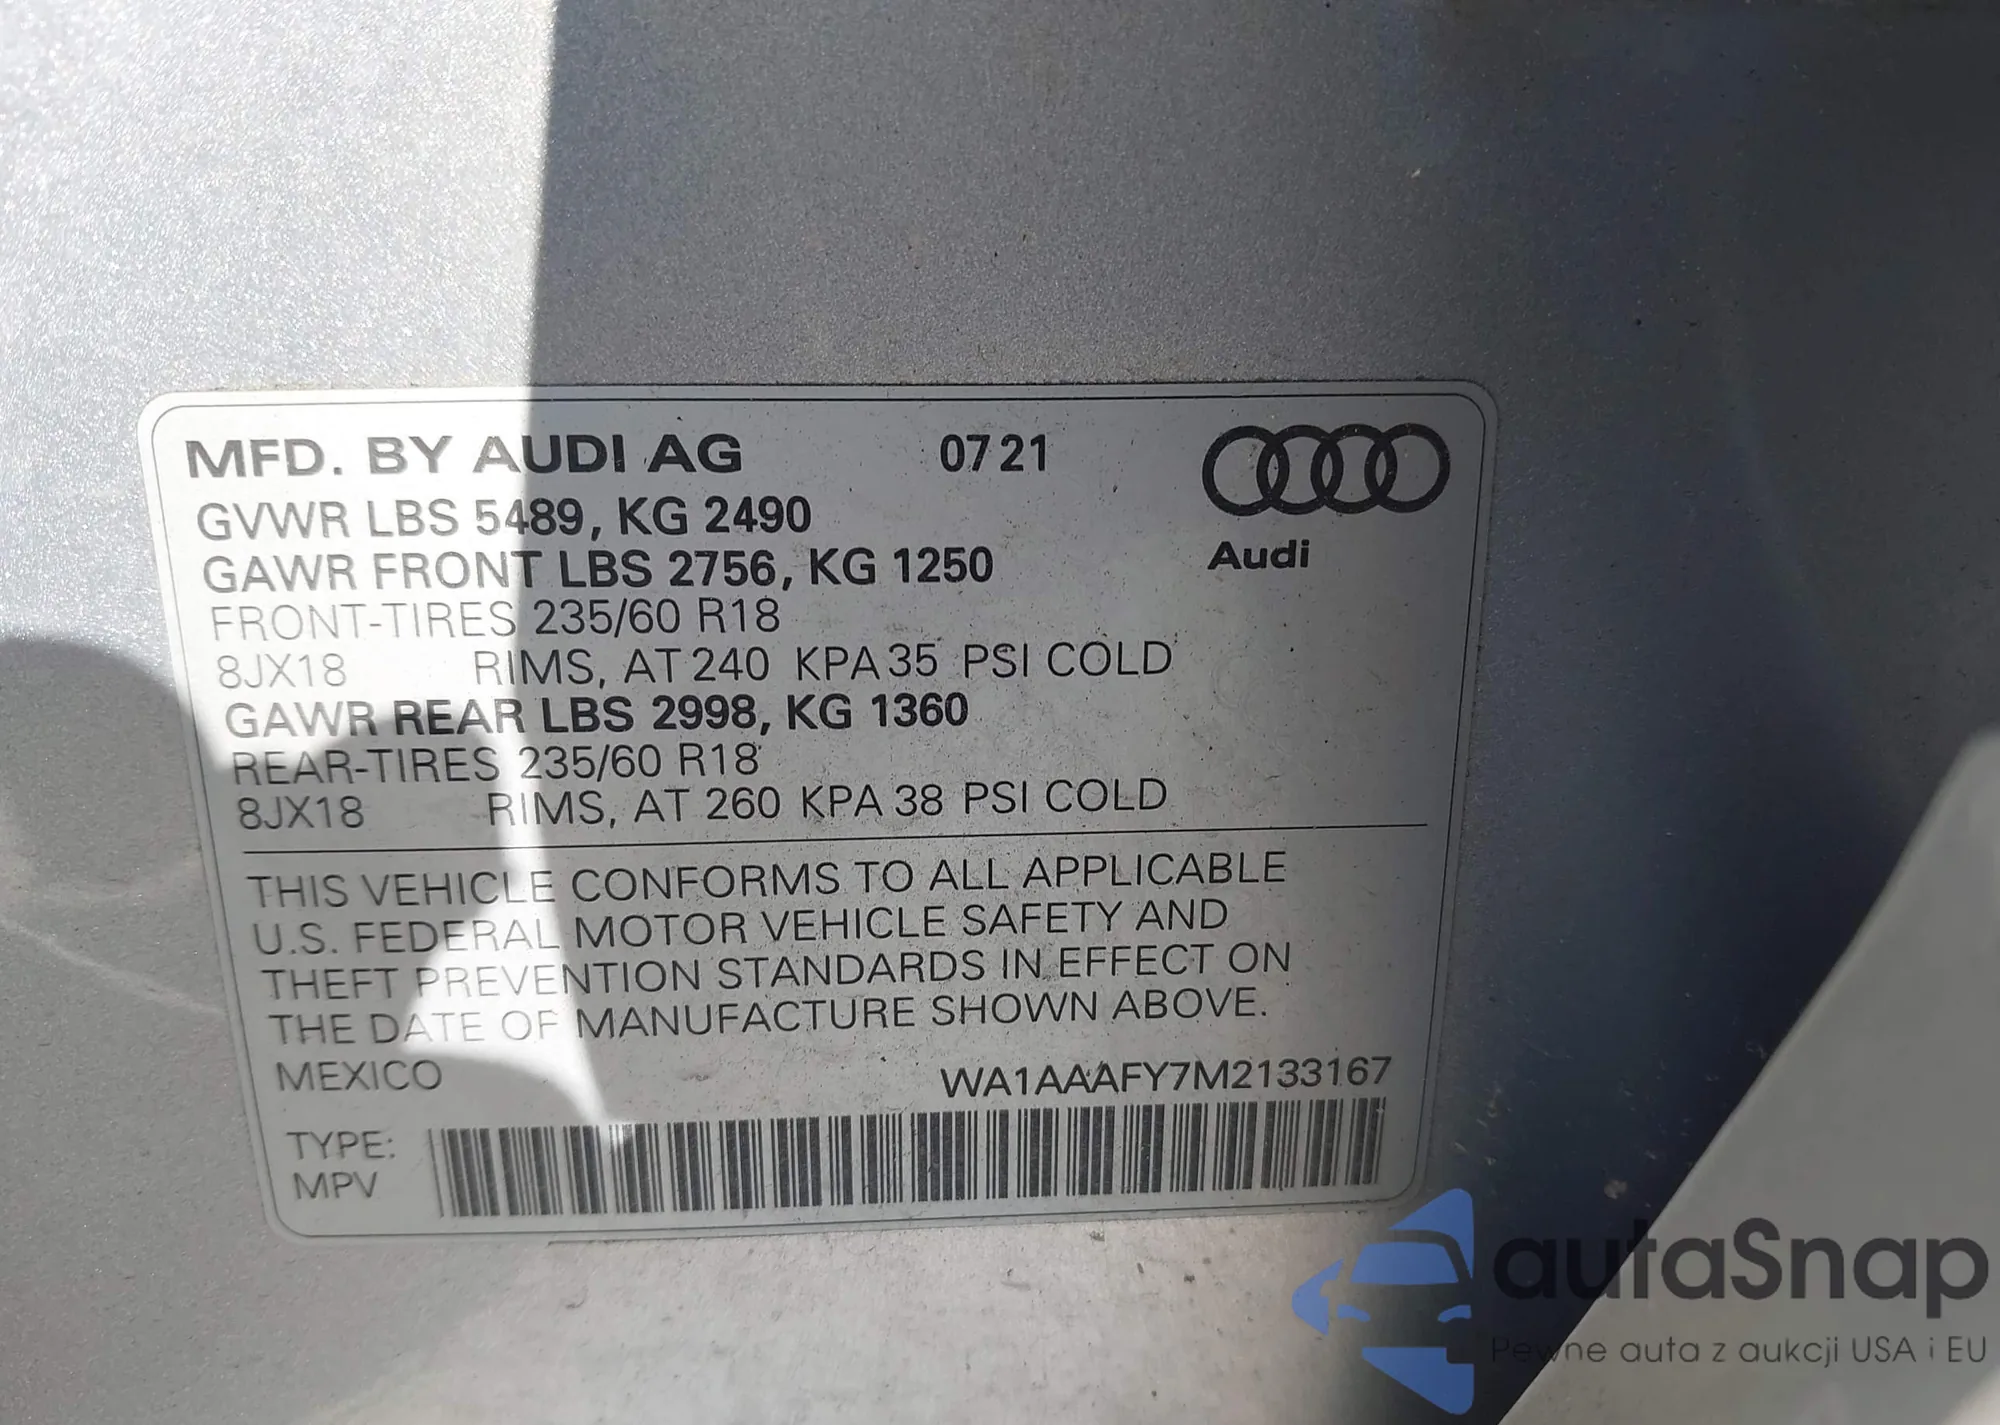 MFD. BY AUDI AG 07 21
GVWR LBS 5489, KG 2490
Audi
GAWR FRONT LBS 2756, KG 1250
FRONT-TIRES 235/60 R18
8JX18 RIMS, AT 240 KPA 35 PSI COLD
GAWR REAR LBS 2998, KG 1360
REAR-TIRES 235/60 R18
8JX18 RIMS, AT 260 KPA 38 PSI COLD
THIS VEHICLE CONFORMS TO ALL APPLICABLE
U.S. FEDERAL MOTOR VEHICLE SAFETY AND
THEFT PREVENTION STANDARDS IN EFFECT ON
THE DATE OF MANUFACTURE SHOWN ABOVE.
MEXICO WA1AAAFY7M2133167
TYPE:
MPV
autaSnap
Pewne auta z aukcji USA i EU